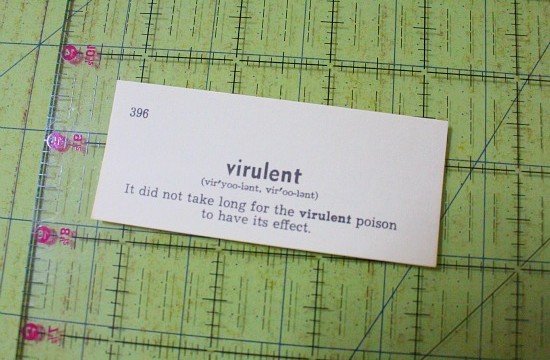 396
virulent
(vir′yoo-lənt, vir′oo-lənt)
It did not take long for the virulent poison
to have its effect.